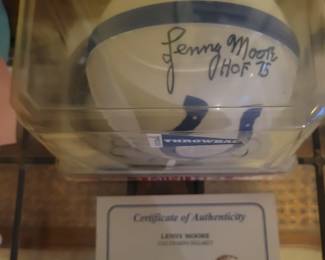 Lenny Moore
HOF. 75
THROWBACK
Certificate of Authenticity
LENNY MOORE